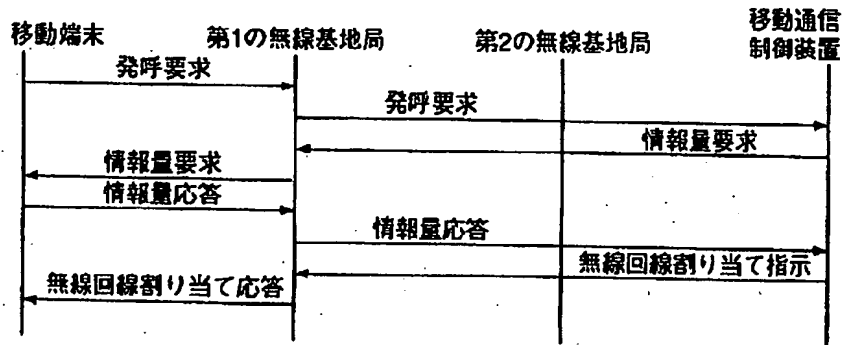 移動端末
第1の無線基地局
第2の無線基地局
移動通信
制御装置
発呼要求
発呼要求
情報量要求
情報量要求
情報量応答
情報量応答
無線回線割り当て指示
無線回線割り当て応答